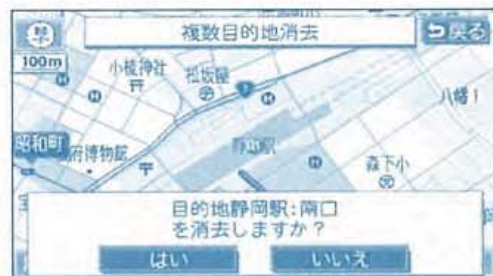 複数目的地消去
戻る
100m
小梳神社
松坂屋
八幡1
昭和町
府博物館
静岡駅
森下小
目的地静岡駅:南口
を消去しますか？
はい
いいえ